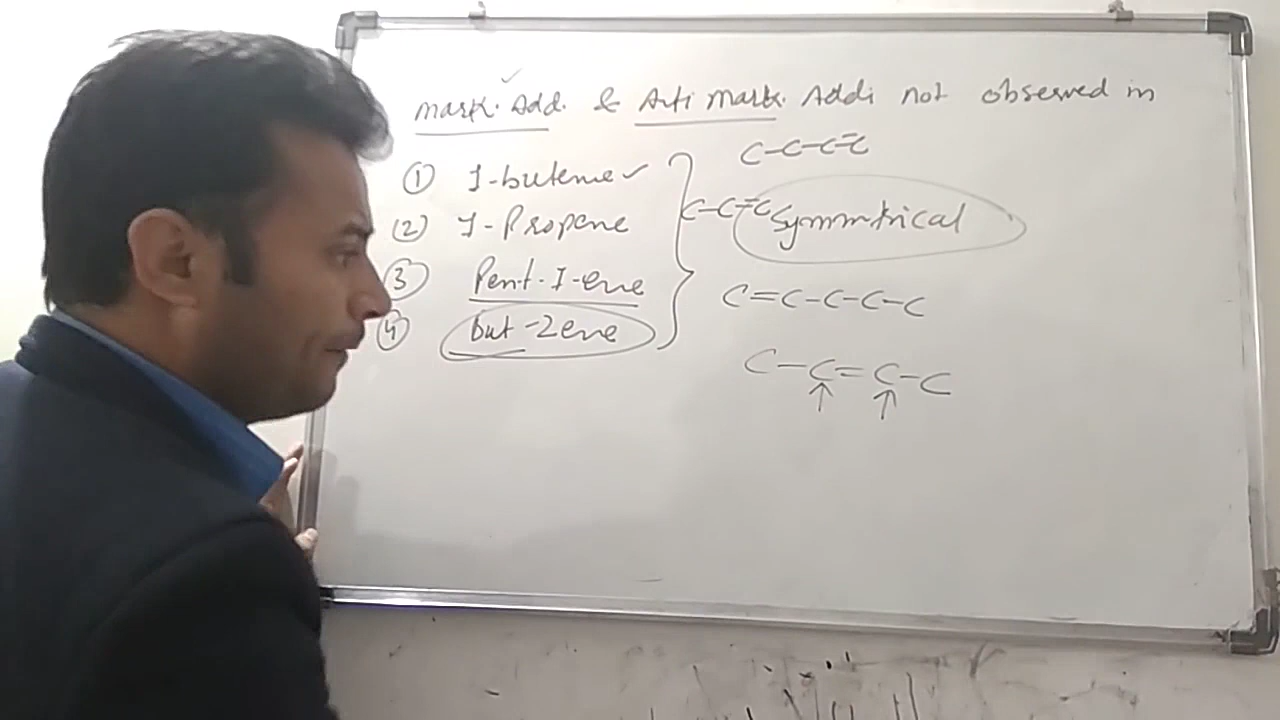 mark. Add. & Anti mark. Addi not observed in
C-C-C=C
① 1-butene ✓
② 1-Propene
C-C=C Symmtrical
③ Pent-1-ene
C=C-C-C-C
④ but-2ene
C-C=C-C
↑ ↑